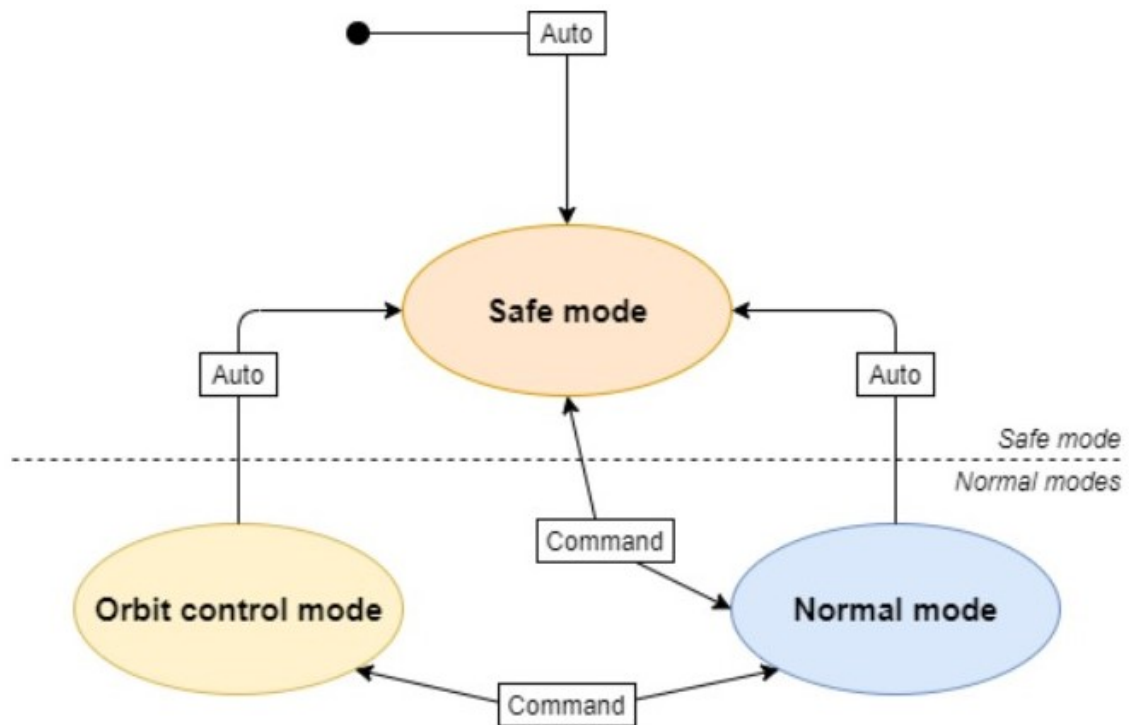 Auto
Safe mode
Auto
Auto
Safe mode
Normal modes
Command
Orbit control mode
Normal mode
Command